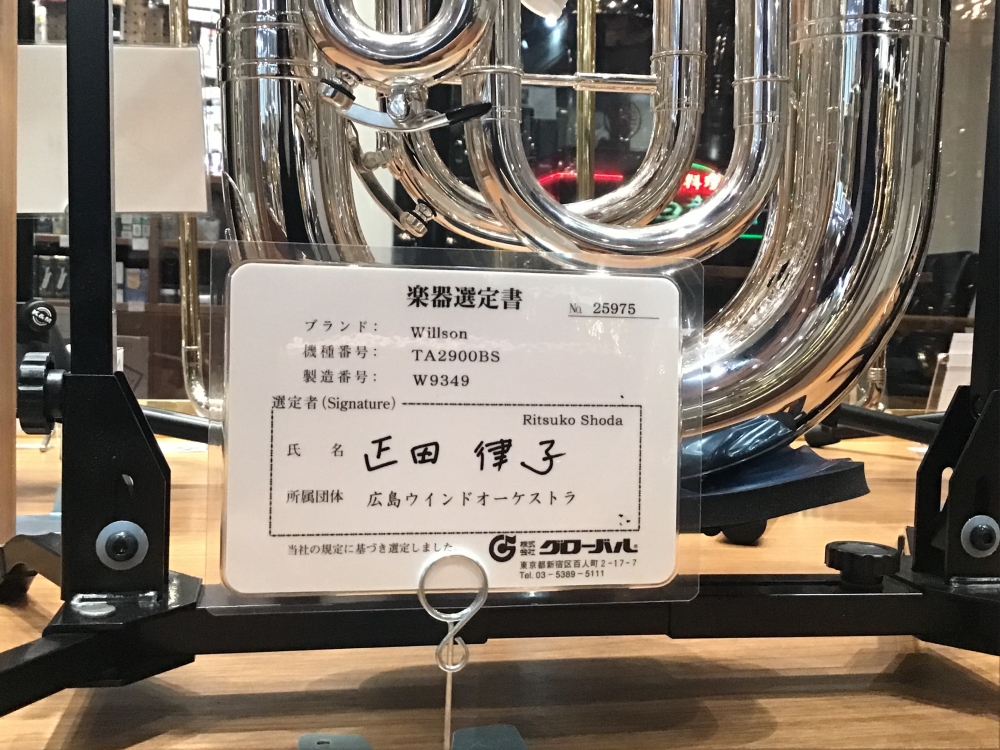 楽器選定書
№ 25975
ブランド： Willson
機種番号： TA2900BS
製造番号： W9349
選定者(Signature)
Ritsuko Shoda
氏 名 正田 律子
所属団体 広島ウインドオーケストラ
当社の規定に基づき選定しました
株式会社 グローバル
東京都新宿区百人町2-17-7
Tel.03-5389-5111
料理
K&M